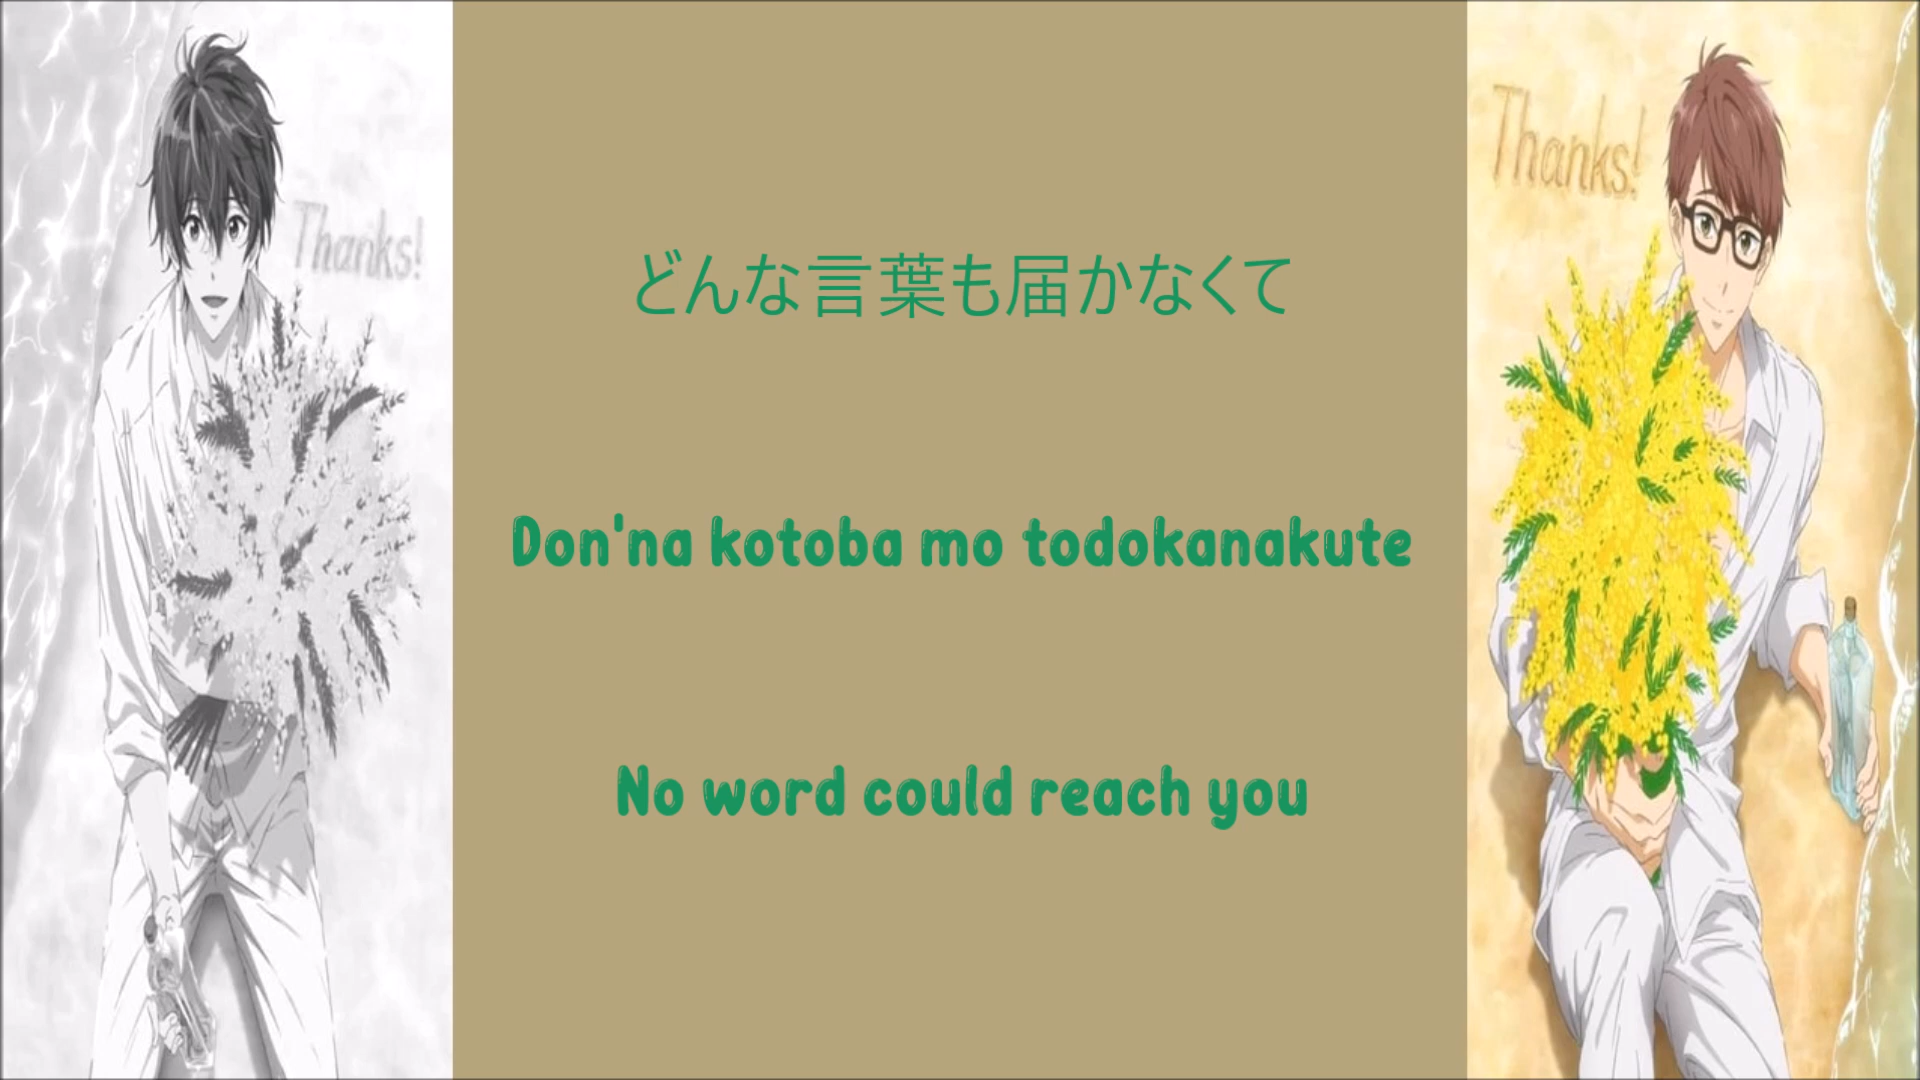 Thanks!
どんな言葉も届かなくて
Don'na kotoba mo todokanakute
No word could reach you
Thanks!